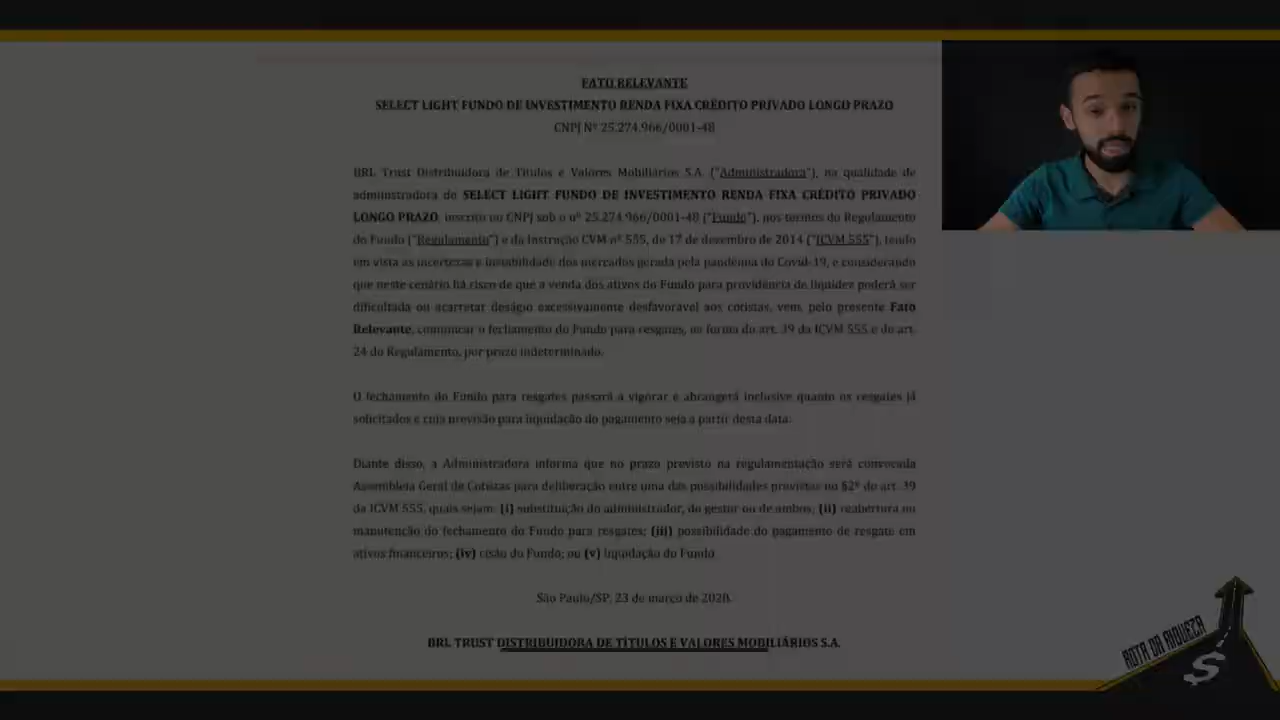 FATO RELEVANTE
SELECT LIGHT FUNDO DE INVESTIMENTO RENDA FIXA CRÉDITO PRIVADO LONGO PRAZO
CNPJ Nº 25.274.966/0001-48
BRL Trust Distribuidora de Títulos e Valores Mobiliários S.A. ("Administradora"), na qualidade de
administradora do SELECT LIGHT FUNDO DE INVESTIMENTO RENDA FIXA CRÉDITO PRIVADO
LONGO PRAZO, inscrito no CNPJ sob o nº 25.274.966/0001-48 ("Fundo"), nos termos do Regulamento
do Fundo ("Regulamento") e da Instrução CVM nº 555, de 17 de dezembro de 2014 ("ICVM 555"), tendo
em vista as incertezas e instabilidade dos mercados gerada pela pandemia do Covid-19, e considerando
que neste cenário há risco de que a venda dos ativos do Fundo para providência de liquidez poderá ser
dificultada ou acarretar deságio excessivamente desfavorável aos cotistas, vem, pelo presente Fato
Relevante, comunicar o fechamento do Fundo para resgates, na forma do art. 39 da ICVM 555 e do art.
24 do Regulamento, por prazo indeterminado.
O fechamento do Fundo para resgates passará a vigorar e abrangerá inclusive quanto os resgates já
solicitados e cuja previsão para liquidação do pagamento seja a partir desta data.
Diante disso, a Administradora informa que no prazo previsto na regulamentação será convocada
Assembleia Geral de Cotistas para deliberação entre uma das possibilidades previstas no §2º do art. 39
da ICVM 555, quais sejam: (i) substituição do administrador, do gestor ou de ambos; (ii) reabertura ou
manutenção do fechamento do Fundo para resgates; (iii) possibilidade do pagamento de resgate em
ativos financeiros; (iv) cisão do Fundo; ou (v) liquidação do Fundo.
São Paulo/SP, 23 de março de 2020.
BRL TRUST DISTRIBUIDORA DE TÍTULOS E VALORES MOBILIÁRIOS S.A.
ROTA DA RIQUEZA
$